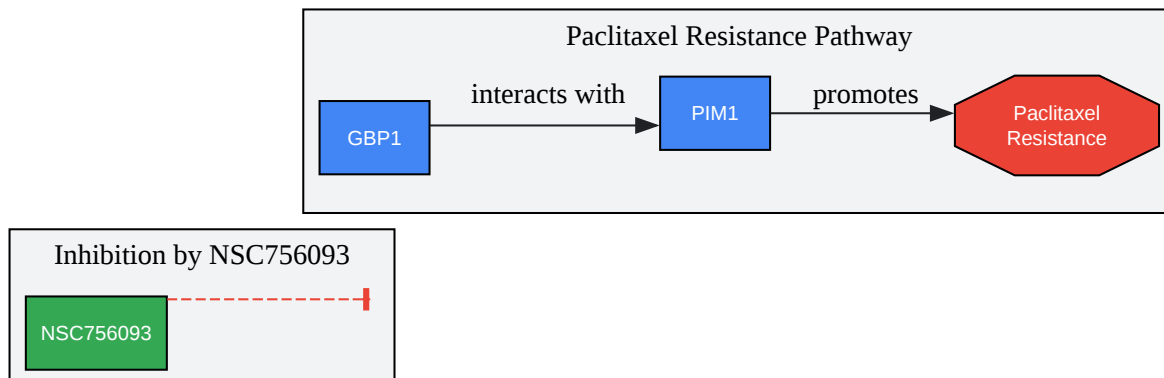 Paclitaxel Resistance Pathway
interacts with
promotes
GBP1
PIM1
Paclitaxel
Resistance
Inhibition by NSC756093
NSC756093